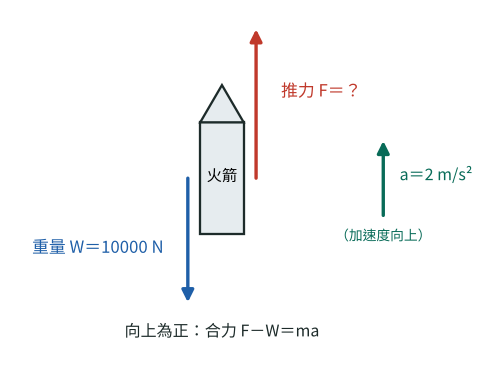 推力 F＝？
火箭
a＝2 m/s²
（加速度向上）
重量 W＝10000 N
向上為正：合力 F－W＝ma